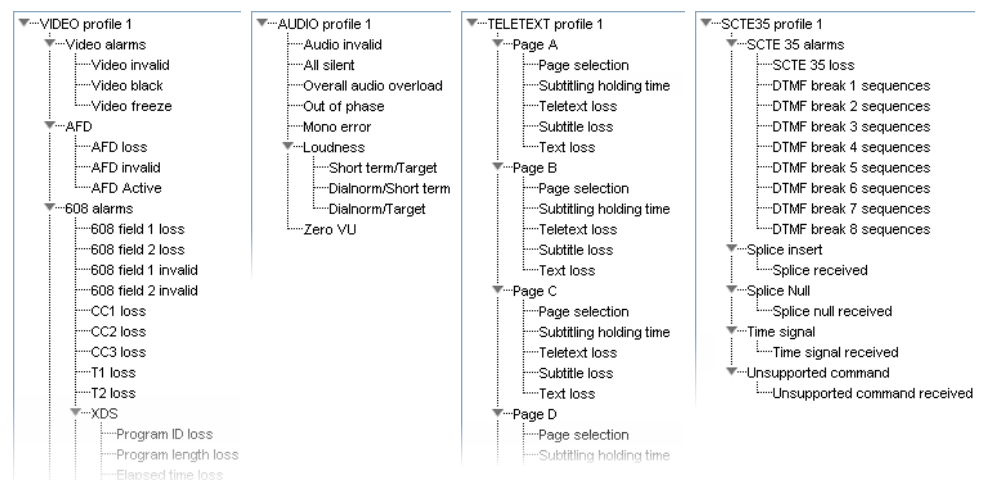 VIDEO profile 1
Video alarms
Video invalid
Video black
Video freeze
AFD
AFD loss
AFD invalid
AFD Active
608 alarms
608 field 1 loss
608 field 2 loss
608 field 1 invalid
608 field 2 invalid
CC1 loss
CC2 loss
CC3 loss
T1 loss
T2 loss
XDS
Program ID loss
Program length loss
Elapsed time loss
AUDIO profile 1
Audio invalid
All silent
Overall audio overload
Out of phase
Mono error
Loudness
Short term/Target
Dialnorm/Short term
Dialnorm/Target
Zero VU
TELETEXT profile 1
Page A
Page selection
Subtitling holding time
Teletext loss
Subtitle loss
Text loss
Page B
Page selection
Subtitling holding time
Teletext loss
Subtitle loss
Text loss
Page C
Page selection
Subtitling holding time
Teletext loss
Subtitle loss
Text loss
Page D
Page selection
Subtitling holding time
SCTE35 profile 1
SCTE 35 alarms
SCTE 35 loss
DTMF break 1 sequences
DTMF break 2 sequences
DTMF break 3 sequences
DTMF break 4 sequences
DTMF break 5 sequences
DTMF break 6 sequences
DTMF break 7 sequences
DTMF break 8 sequences
Splice insert
Splice received
Splice Null
Splice null received
Time signal
Time signal received
Unsupported command
Unsupported command received